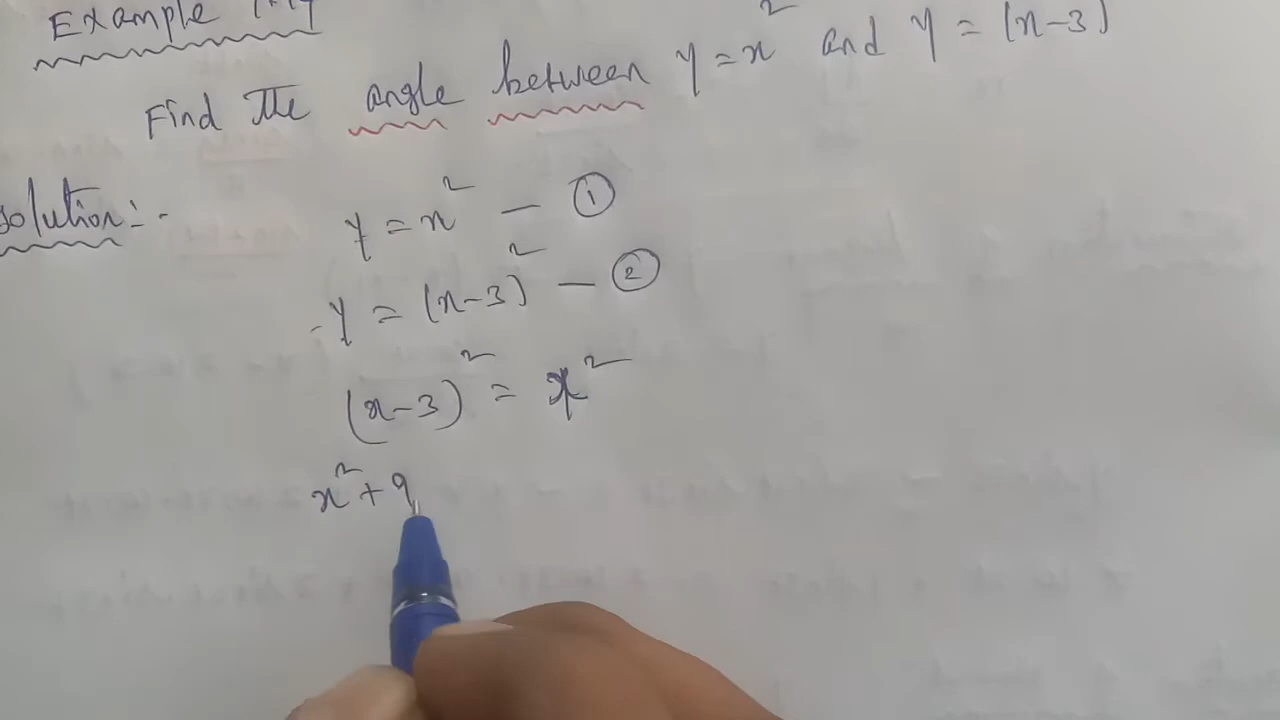 Example
Find the angle between y = x² and y = (x-3)
Solution:-
y = x² — ①
y = (x-3)² — ②
(x-3)² = x²
x² + 9